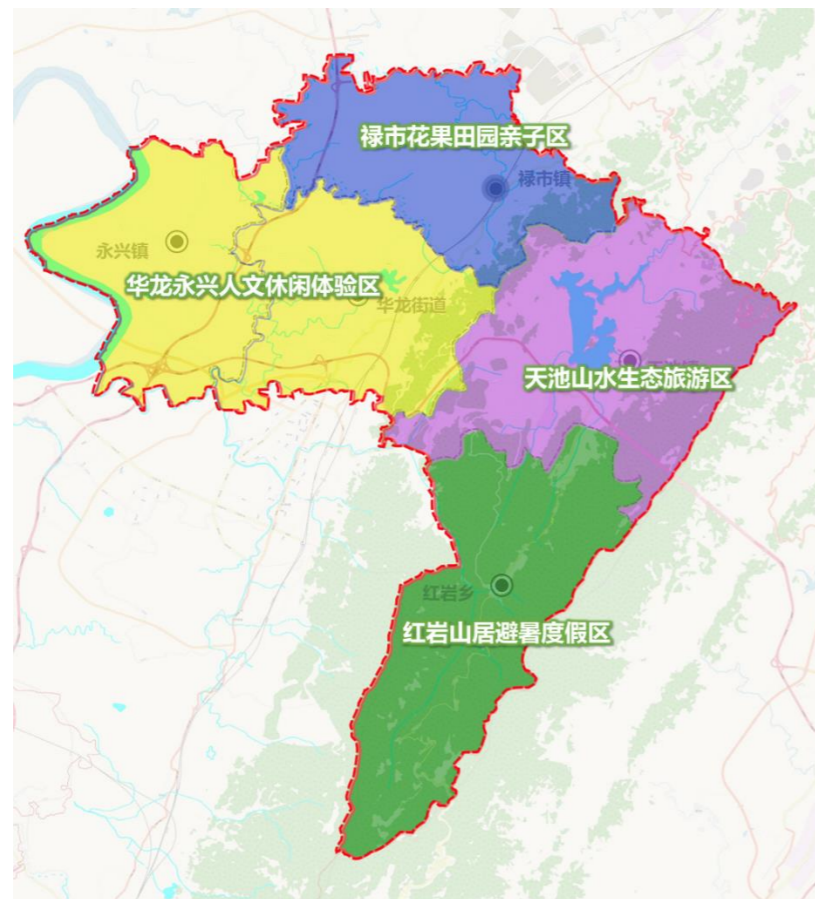 禄市花果田园亲子区
禄市镇
永兴镇
华龙永兴人文休闲体验区
华龙街道
天池山水生态旅游区
红岩乡
红岩山居避暑度假区